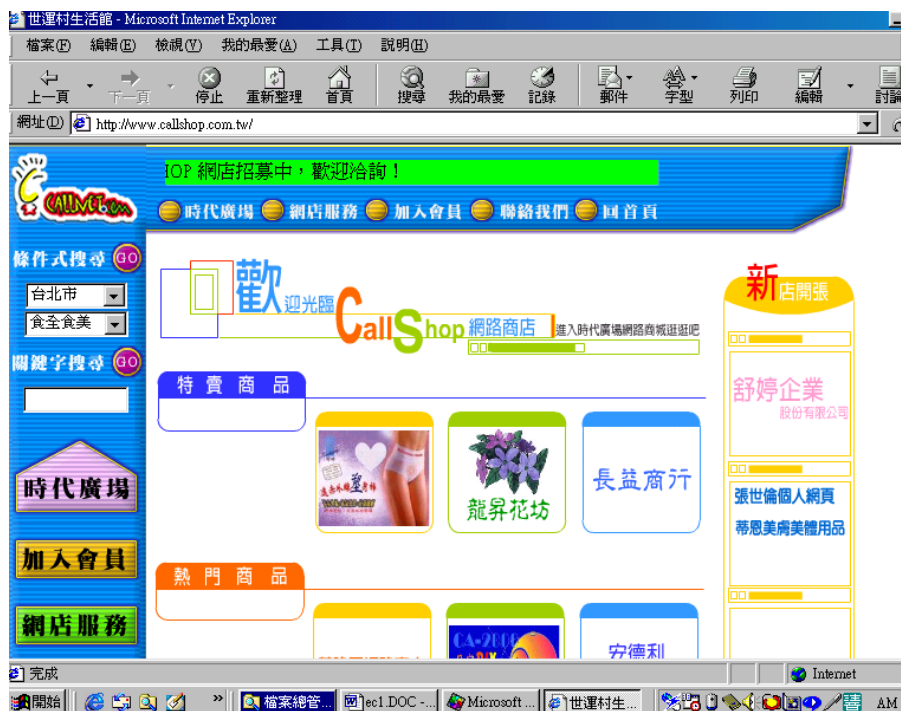 世運村生活館 - Microsoft Internet Explorer
檔案(F) 編輯(E) 檢視(V) 我的最愛(A) 工具(T) 說明(H)
上一頁 下一頁 停止 重新整理 首頁 搜尋 我的最愛 記錄 郵件 字型 列印 編輯 討論
網址(D) http://www.callshop.com.tw/
HOP 網店招募中,歡迎洽詢!
CALLNET.com
時代廣場 網店服務 加入會員 聯絡我們 回首頁
條件式搜尋 GO
台北市
食全食美
關鍵字搜尋 GO
時代廣場
加入會員
網店服務
歡迎光臨 CallShop 網路商店 進入時代廣場網路商城逛逛吧
特賣商品
龍昇花坊
長益商行
熱門商品
CA-2000
安德利
新店開張
舒婷企業
股份有限公司
張世倫個人網頁
蒂恩美膚美體用品
完成 Internet
開始 » 檔案總管... ec1.DOC -... Microsoft ... 世運村生... AM